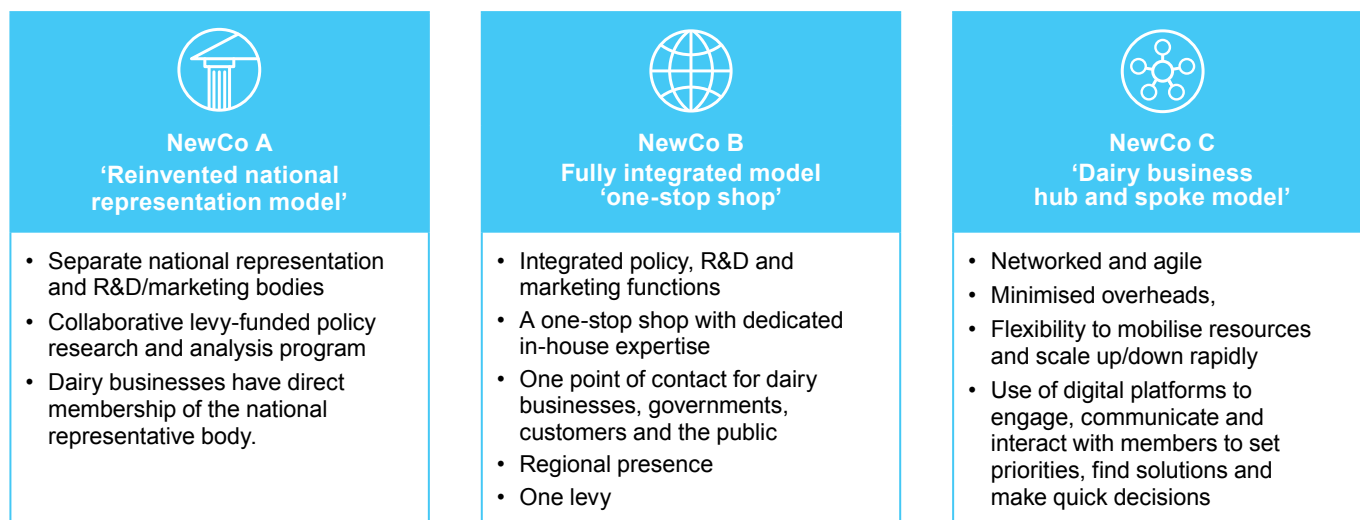 NewCo A
‘Reinvented national
representation model’
• Separate national representation
and R&D/marketing bodies
• Collaborative levy-funded policy
research and analysis program
• Dairy businesses have direct
membership of the national
representative body.
NewCo B
Fully integrated model
‘one-stop shop’
• Integrated policy, R&D and
marketing functions
• A one-stop shop with dedicated
in-house expertise
• One point of contact for dairy
businesses, governments,
customers and the public
• Regional presence
• One levy
NewCo C
‘Dairy business
hub and spoke model’
• Networked and agile
• Minimised overheads,
• Flexibility to mobilise resources
and scale up/down rapidly
• Use of digital platforms to
engage, communicate and
interact with members to set
priorities, find solutions and
make quick decisions